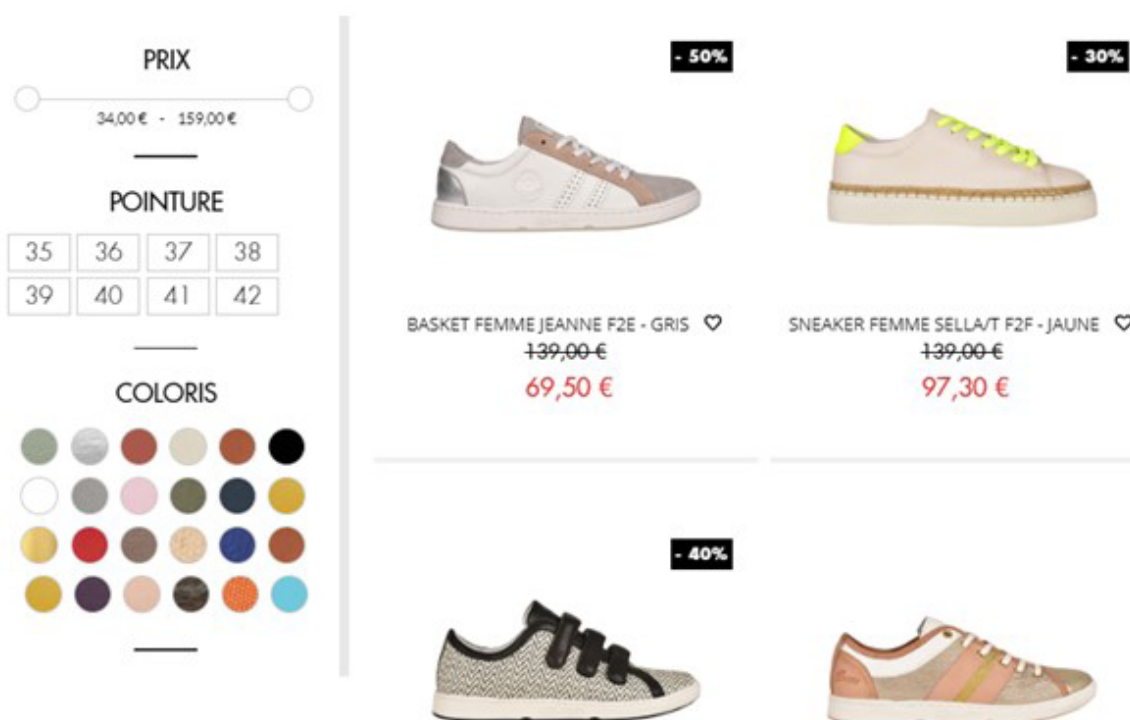 PRIX
34,00 € - 159,00 €
POINTURE
35 36 37 38
39 40 41 42
COLORIS
- 50%
BASKET FEMME JEANNE F2E - GRIS
139,00 €
69,50 €
- 30%
SNEAKER FEMME SELLA/T F2F - JAUNE
139,00 €
97,30 €
- 40%